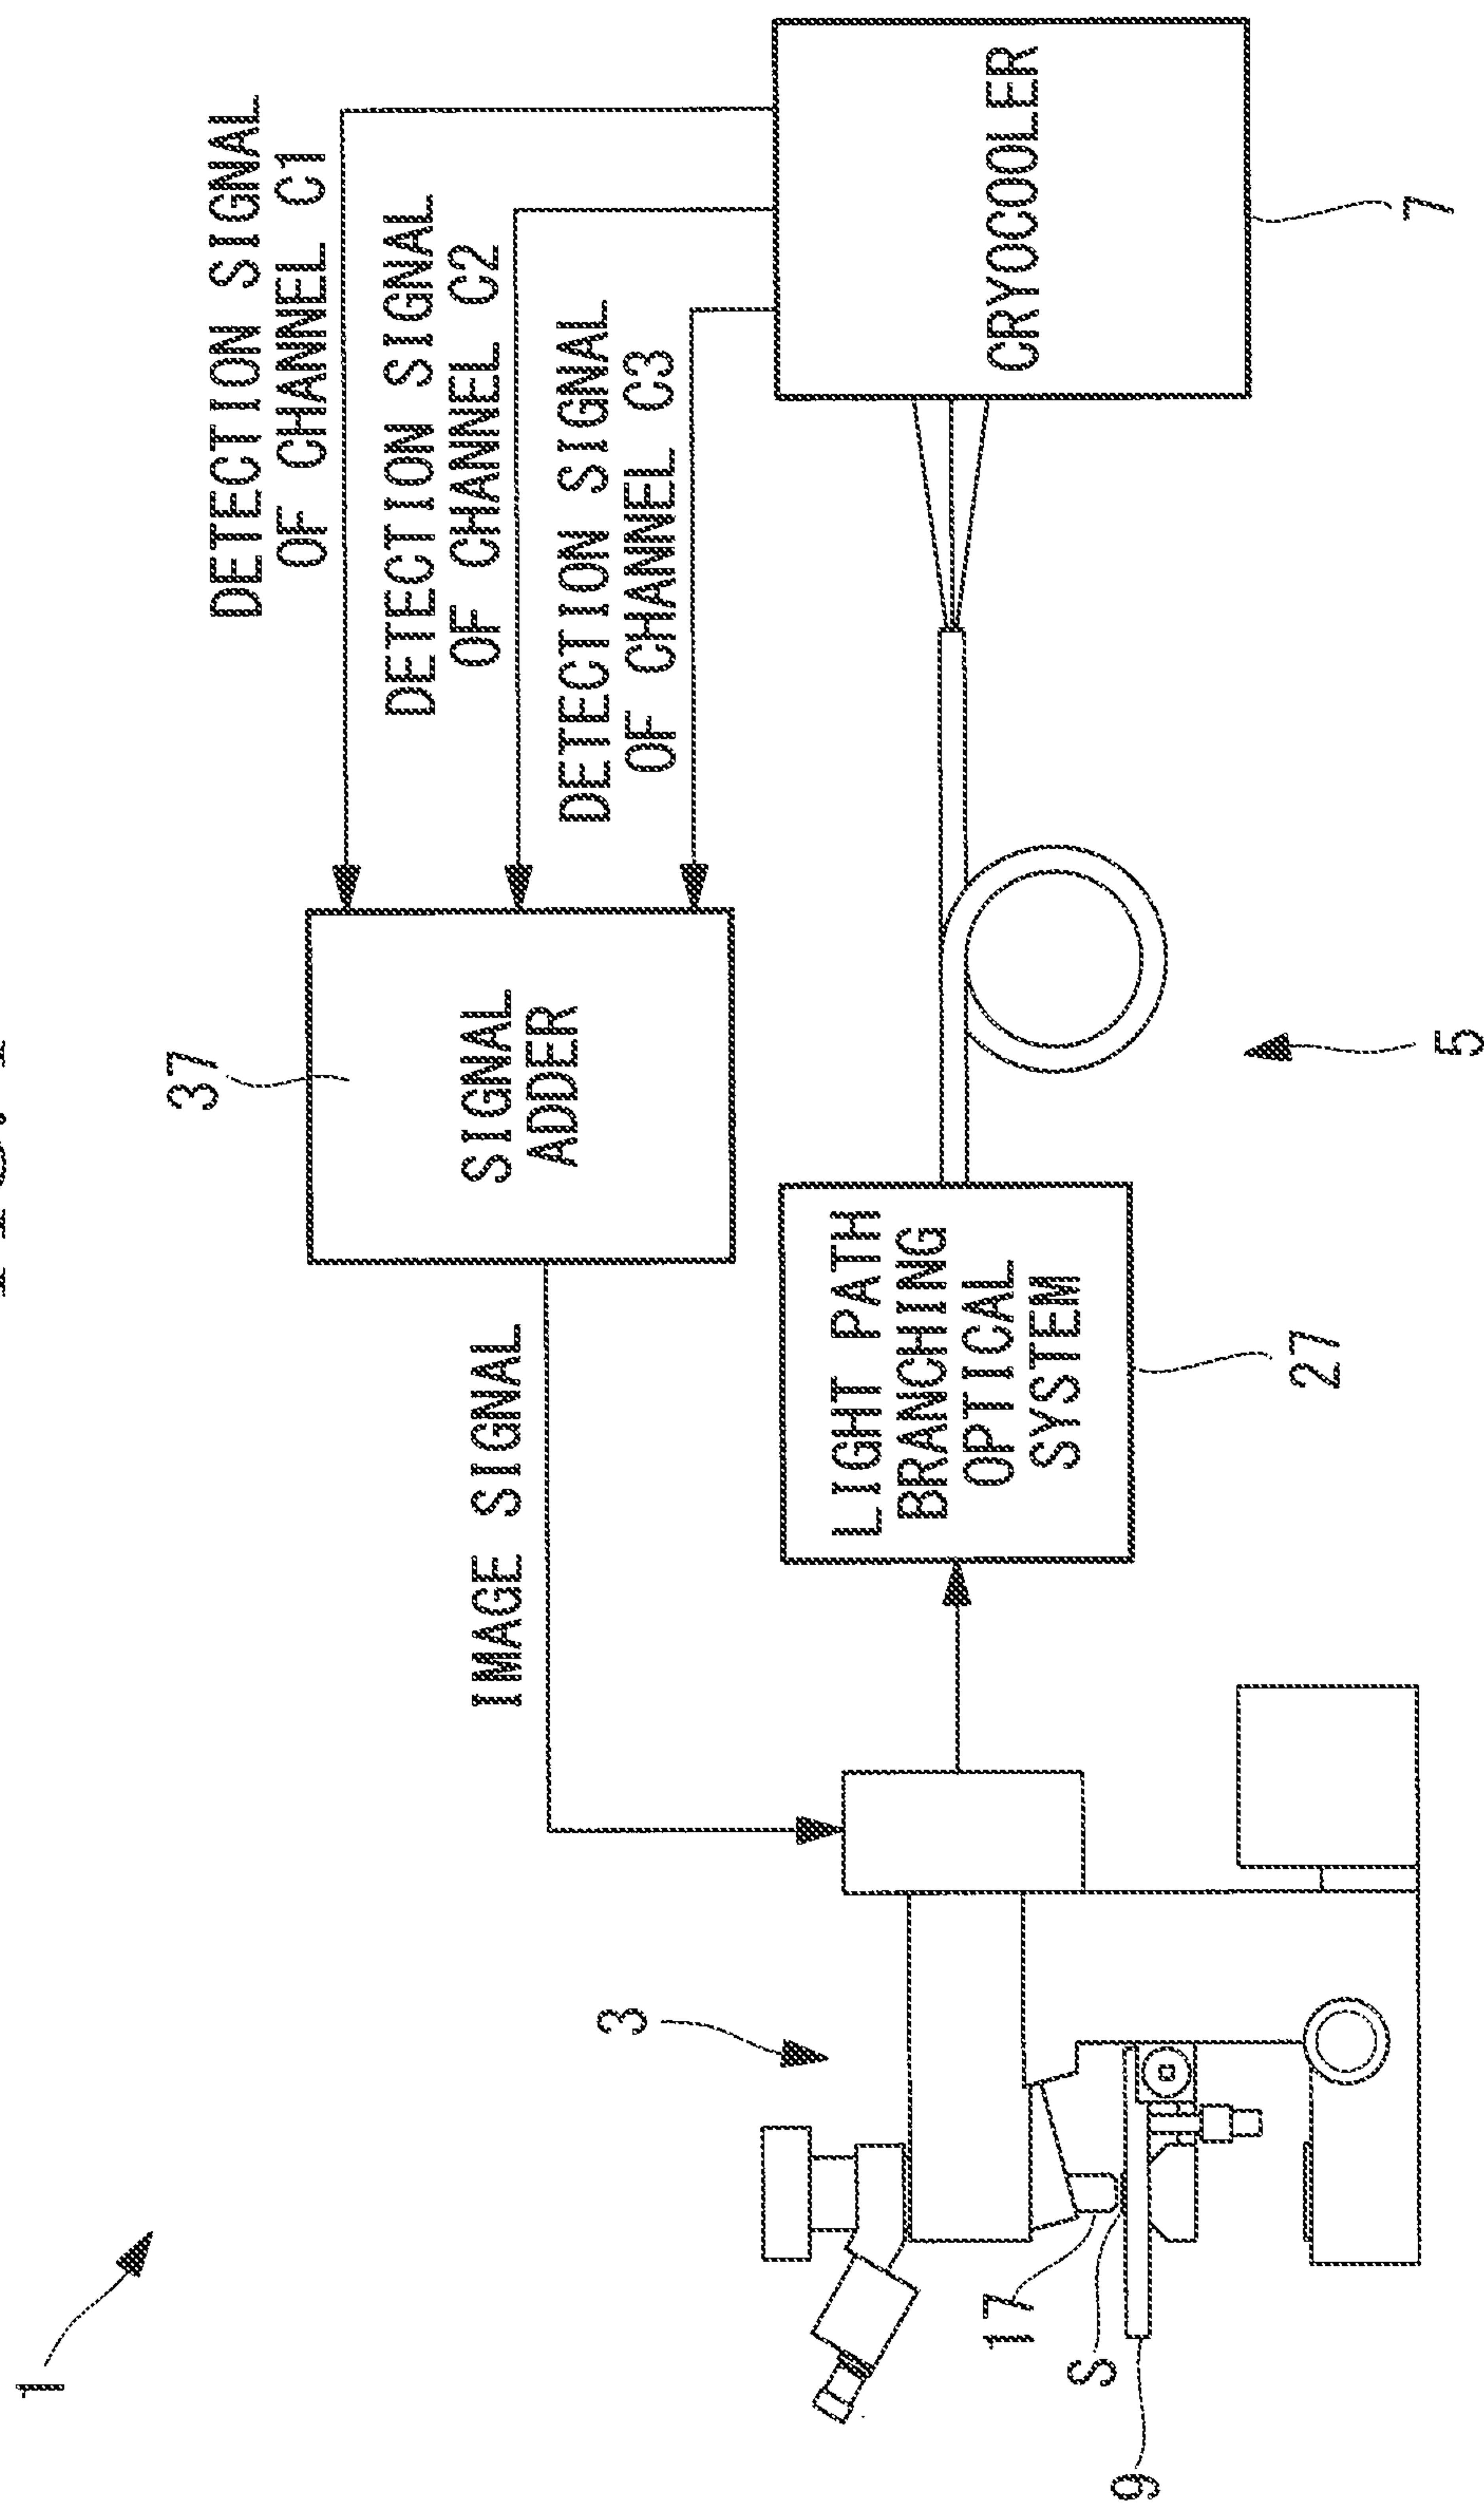 1
3
37
SIGNAL
ADDER
DETECTION SIGNAL
OF CHANNEL C1
DETECTION SIGNAL
OF CHANNEL C2
DETECTION SIGNAL
OF CHANNEL C3
IMAGE SIGNAL
LIGHT PATH
BRANCHING
OPTICAL
SYSTEM
CRYOCOOLER
17
S
9
27
5
7